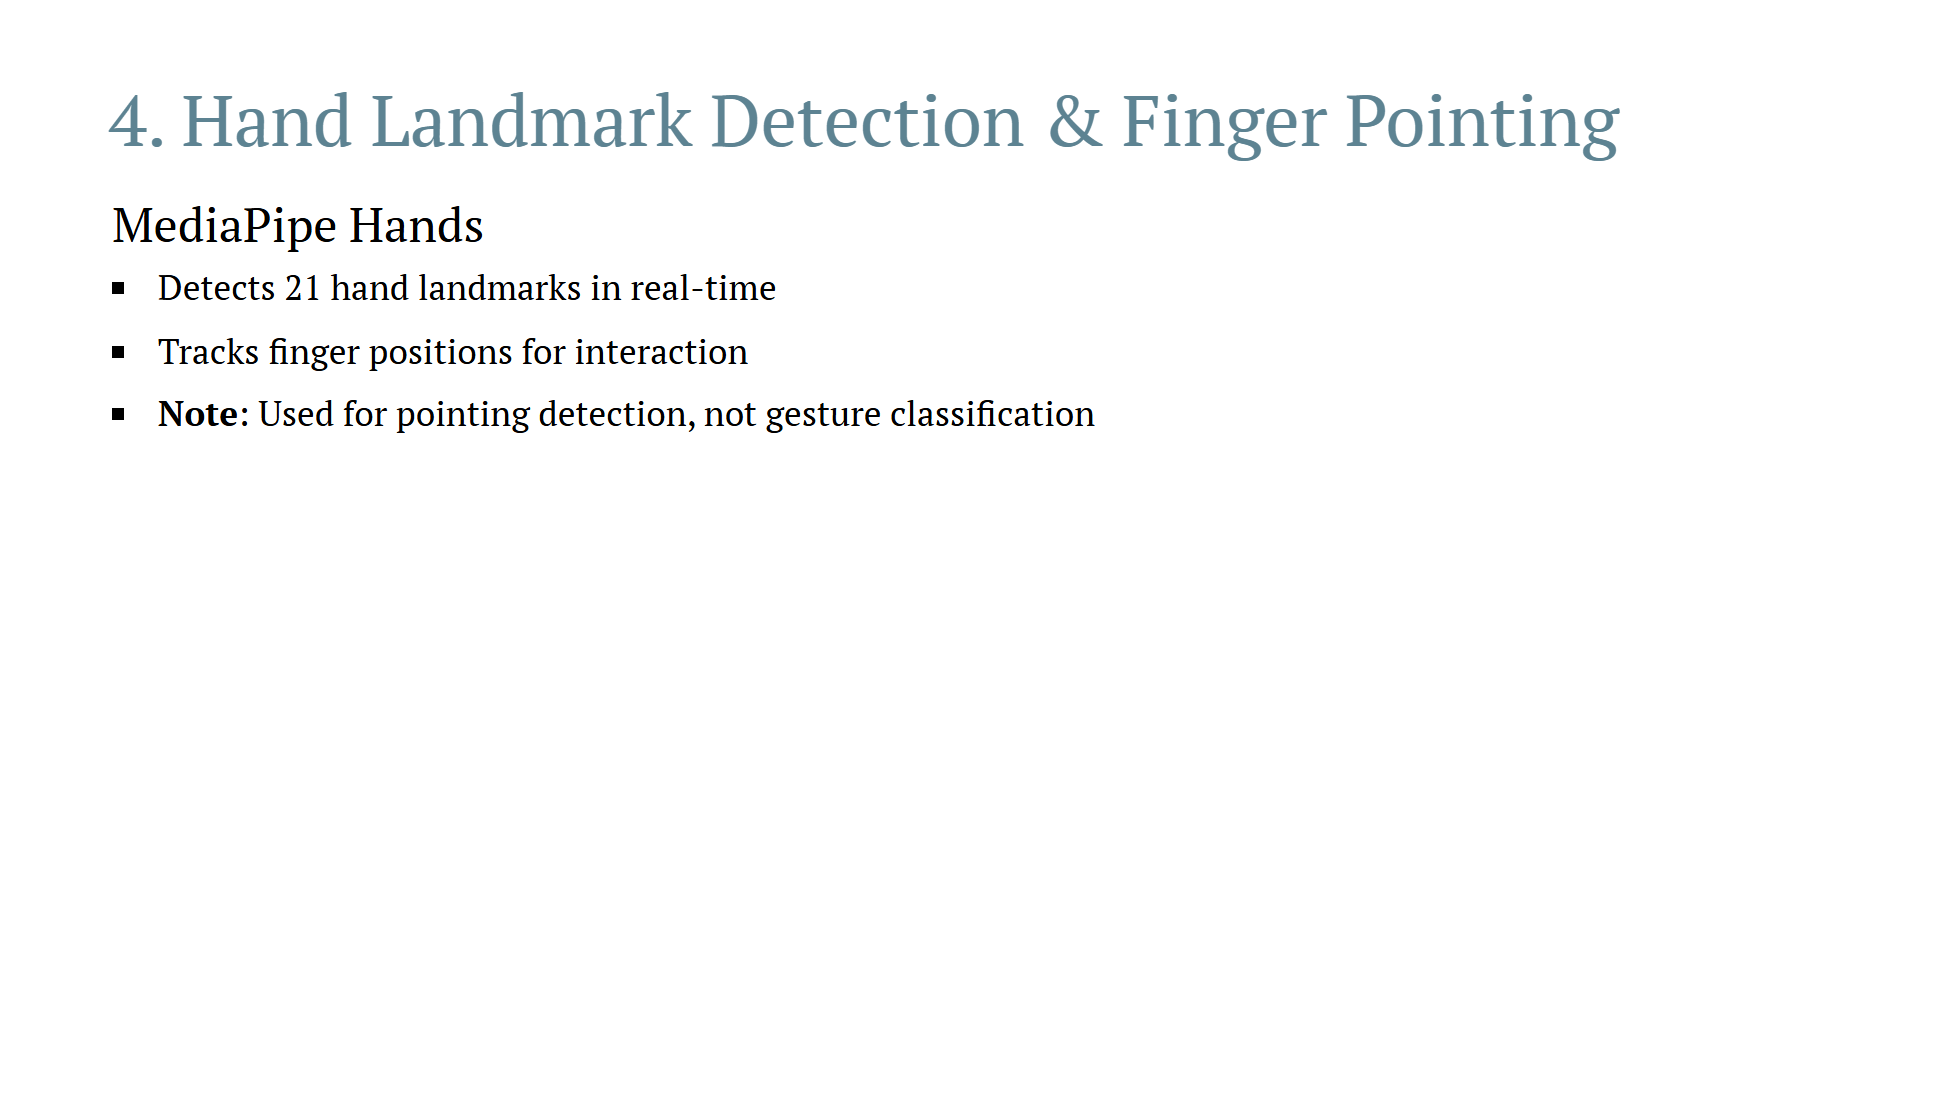 4. Hand Landmark Detection & Finger Pointing
MediaPipe Hands
▪ Detects 21 hand landmarks in real-time
▪ Tracks finger positions for interaction
▪ Note: Used for pointing detection, not gesture classification